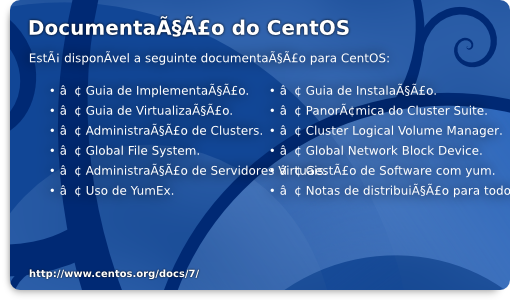 DocumentaÃ§Ã£o do CentOS
EstÃ¡ disponÃ­vel a seguinte documentaÃ§Ã£o para CentOS:
• â ¢ Guia de ImplementaÃ§Ã£o.
• â ¢ Guia de VirtualizaÃ§Ã£o.
• â ¢ AdministraÃ§Ã£o de Clusters.
• â ¢ Global File System.
• â ¢ AdministraÃ§Ã£o de Servidores Virtuais.
• â ¢ Uso de YumEx.
• â ¢ Guia de InstalaÃ§Ã£o.
• â ¢ PanorÃ¢mica do Cluster Suite.
• â ¢ Cluster Logical Volume Manager.
• â ¢ Global Network Block Device.
• â ¢ GestÃ£o de Software com yum.
• â ¢ Notas de distribuiÃ§Ã£o para todo
http://www.centos.org/docs/7/